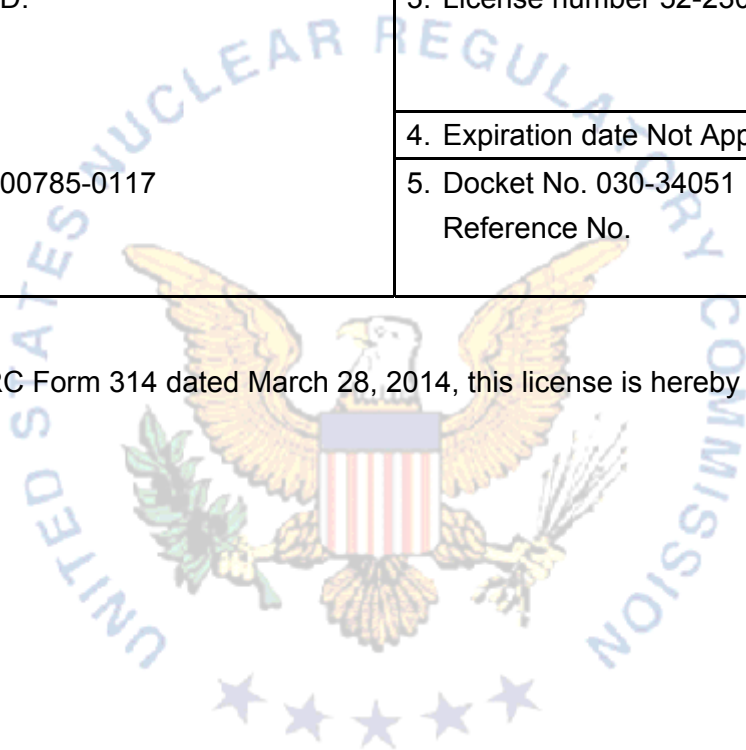 D.
3. License number 52-25
4. Expiration date Not App
00785-0117
5. Docket No. 030-34051
Reference No.
RC Form 314 dated March 28, 2014, this license is hereby
UNITED STATES NUCLEAR REGULATORY COMMISSION